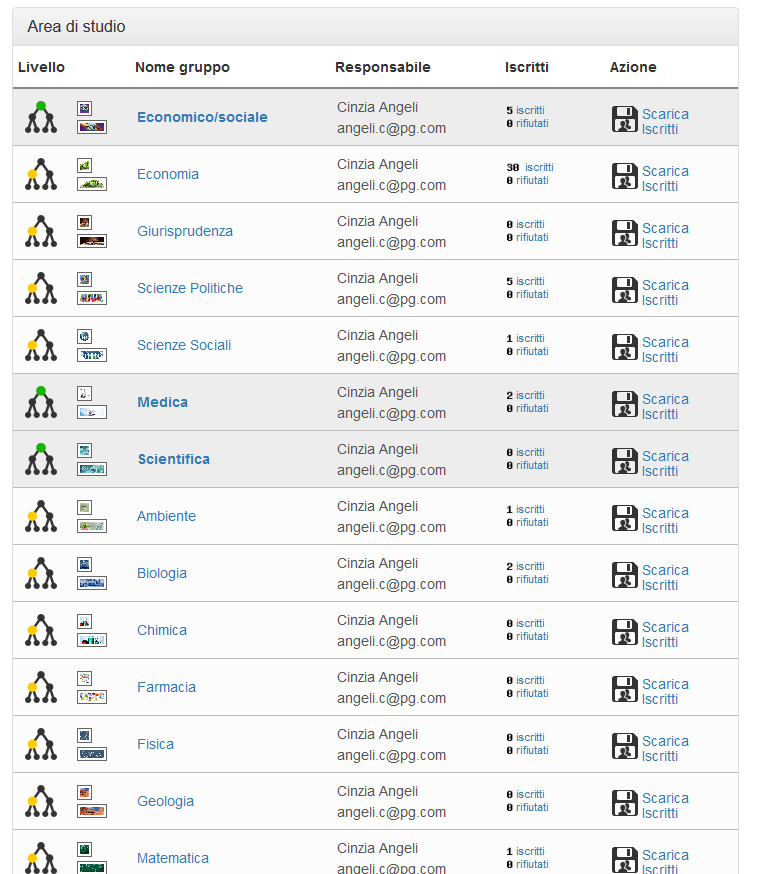 Area di studio
Livello Nome gruppo Responsabile Iscritti Azione
Economico/sociale
Cinzia Angeli
angeli.c@pg.com
5 iscritti
0 rifiutati
Scarica
Iscritti
Economia
Cinzia Angeli
angeli.c@pg.com
30 iscritti
0 rifiutati
Scarica
Iscritti
Giurisprudenza
Cinzia Angeli
angeli.c@pg.com
0 iscritti
0 rifiutati
Scarica
Iscritti
Scienze Politiche
Cinzia Angeli
angeli.c@pg.com
5 iscritti
0 rifiutati
Scarica
Iscritti
Scienze Sociali
Cinzia Angeli
angeli.c@pg.com
1 iscritti
0 rifiutati
Scarica
Iscritti
Medica
Cinzia Angeli
angeli.c@pg.com
2 iscritti
0 rifiutati
Scarica
Iscritti
Scientifica
Cinzia Angeli
angeli.c@pg.com
0 iscritti
0 rifiutati
Scarica
Iscritti
Ambiente
Cinzia Angeli
angeli.c@pg.com
1 iscritti
0 rifiutati
Scarica
Iscritti
Biologia
Cinzia Angeli
angeli.c@pg.com
2 iscritti
0 rifiutati
Scarica
Iscritti
Chimica
Cinzia Angeli
angeli.c@pg.com
0 iscritti
0 rifiutati
Scarica
Iscritti
Farmacia
Cinzia Angeli
angeli.c@pg.com
0 iscritti
0 rifiutati
Scarica
Iscritti
Fisica
Cinzia Angeli
angeli.c@pg.com
0 iscritti
0 rifiutati
Scarica
Iscritti
Geologia
Cinzia Angeli
angeli.c@pg.com
0 iscritti
0 rifiutati
Scarica
Iscritti
Matematica
Cinzia Angeli
angeli.c@pg.com
1 iscritti
0 rifiutati
Scarica
Iscritti